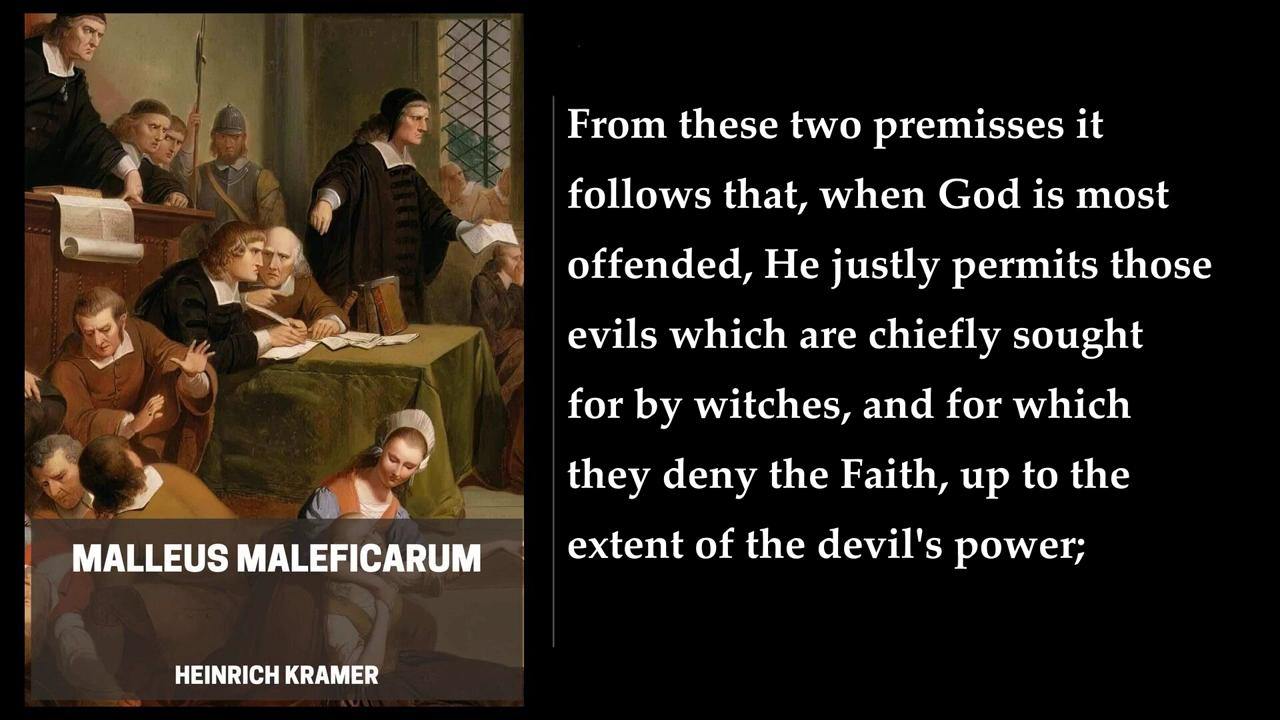 MALLEUS MALEFICARUM
HEINRICH KRAMER
From these two premisses it
follows that, when God is most
offended, He justly permits those
evils which are chiefly sought
for by witches, and for which
they deny the Faith, up to the
extent of the devil's power;